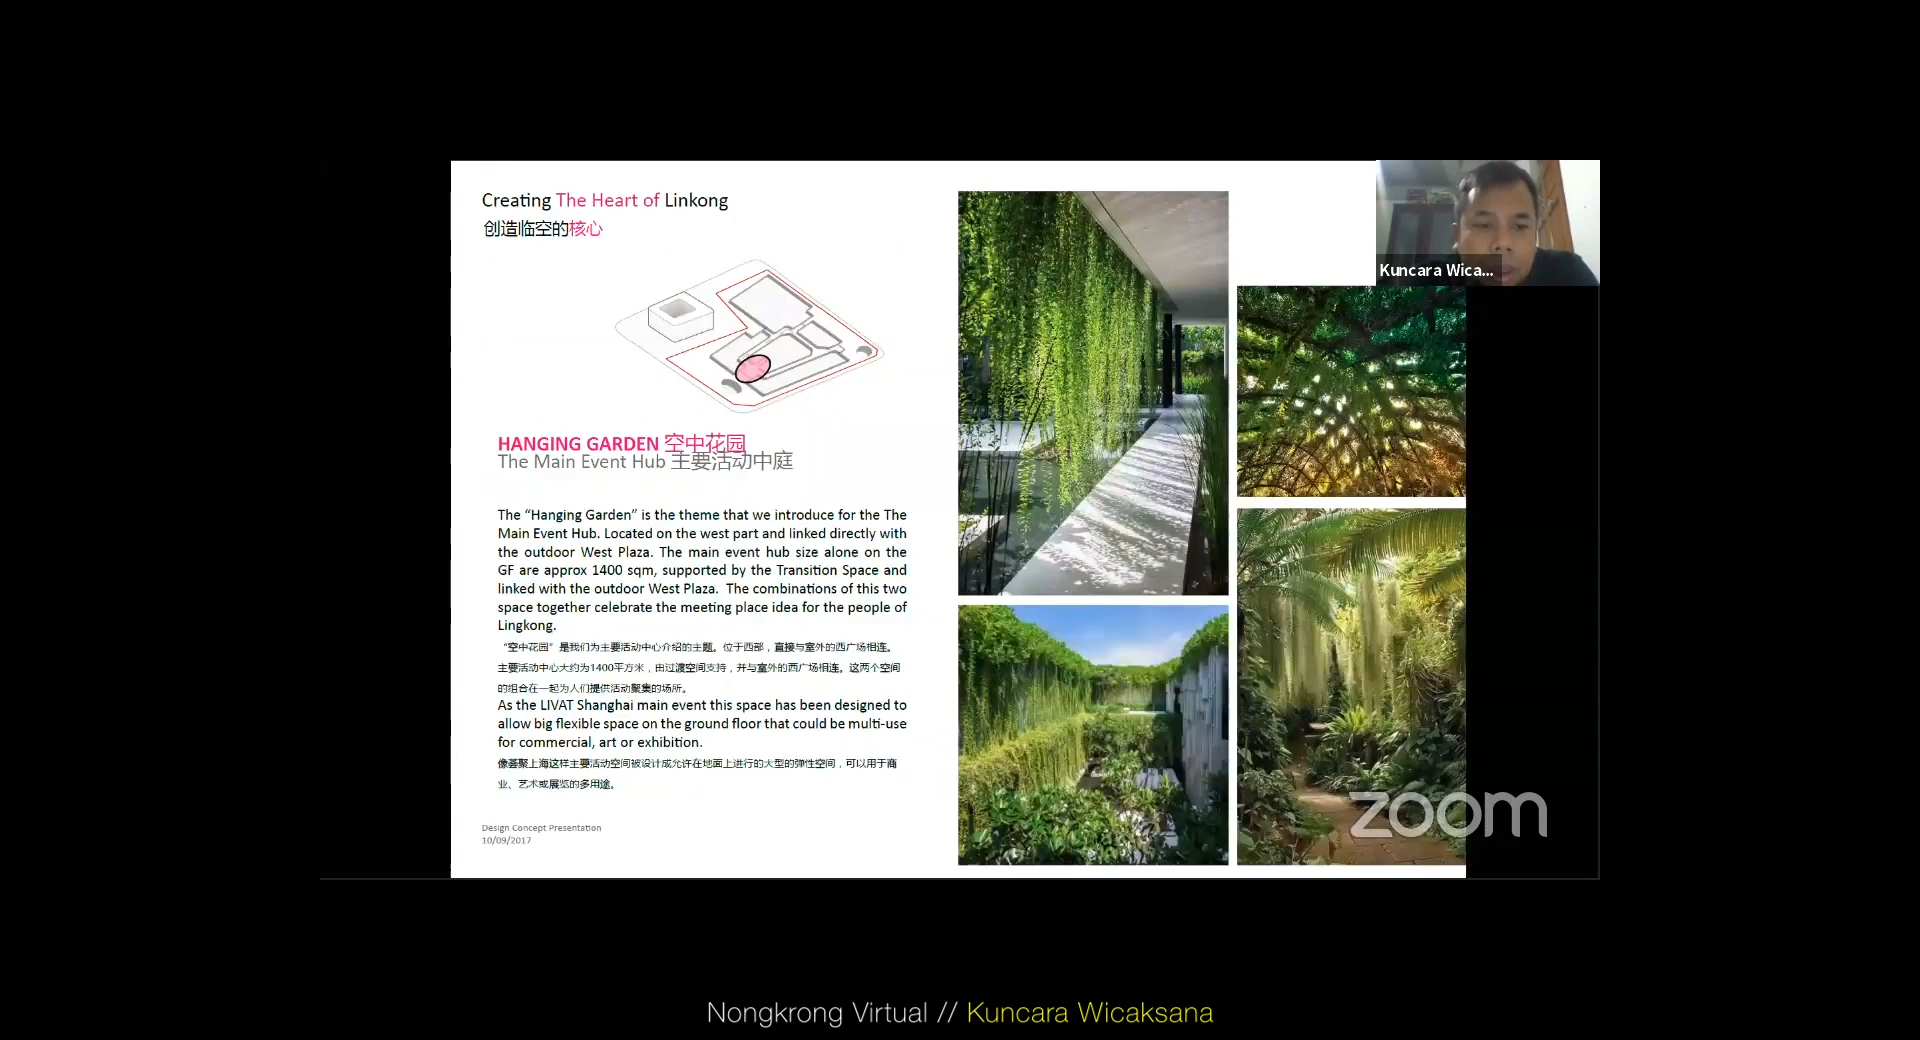 Creating The Heart of Linkong
创造临空的核心
Kuncara Wica...
HANGING GARDEN 空中花园
The Main Event Hub 主要活动中庭
The “Hanging Garden” is the theme that we introduce for the The
Main Event Hub. Located on the west part and linked directly with
the outdoor West Plaza. The main event hub size alone on the
GF are approx 1400 sqm, supported by the Transition Space and
linked with the outdoor West Plaza. The combinations of this two
space together celebrate the meeting place idea for the people of
Lingkong.
“空中花园”是我们为主要活动中心介绍的主题。位于西部，直接与室外的西广场相连。
主要活动中心大约为1400平方米，由过渡空间支持，并与室外的西广场相连。这两个空间
的组合在一起为人们提供活动聚集的场所。
As the LIVAT Shanghai main event this space has been designed to
allow big flexible space on the ground floor that could be multi-use
for commercial, art or exhibition.
像荟聚上海这样主要活动空间被设计成允许在地面上进行的大型的弹性空间，可以用于商
业、艺术或展览的多用途。
Design Concept Presentation
10/09/2017
zoom
Nongkrong Virtual // Kuncara Wicaksana